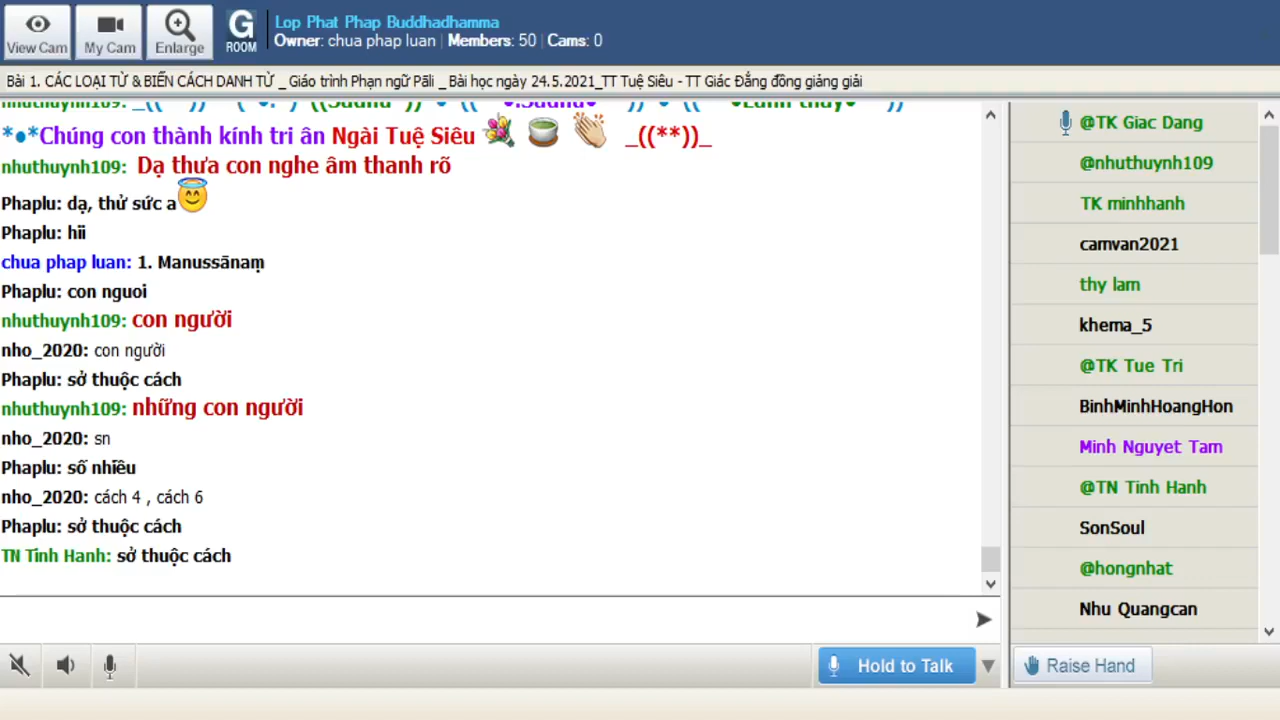 Lop Phat Phap Buddhadhamma
View Cam
My Cam
Enlarge
G
ROOM
Owner: chua phap luan | Members: 50 | Cams: 0
Bài 1. CÁC LOẠI TỪ & BIẾN CÁCH DANH TỪ _ Giáo trình Phạn ngữ Pāli _ Bài học ngày 24.5.2021_TT Tuệ Siêu - TT Giác Đẳng đồng giảng giải
*●*Chúng con thành kính tri ân Ngài Tuệ Siêu _((**))_
nhuthuynh109: Dạ thưa con nghe âm thanh rõ
Phaplu: dạ, thử sức a
Phaplu: hii
chua phap luan: 1. Manussānaṃ
Phaplu: con nguoi
nhuthuynh109: con người
nho_2020: con người
Phaplu: sở thuộc cách
nhuthuynh109: những con người
nho_2020: sn
Phaplu: số nhiều
nho_2020: cách 4 , cách 6
Phaplu: sở thuộc cách
TN Tinh Hanh: sở thuộc cách
@TK Giac Dang
@nhuthuynh109
TK minhhanh
camvan2021
thy lam
khema_5
@TK Tue Tri
BinhMinhHoangHon
Minh Nguyet Tam
@TN Tinh Hanh
SonSoul
@hongnhat
Nhu Quangcan
Hold to Talk
Raise Hand